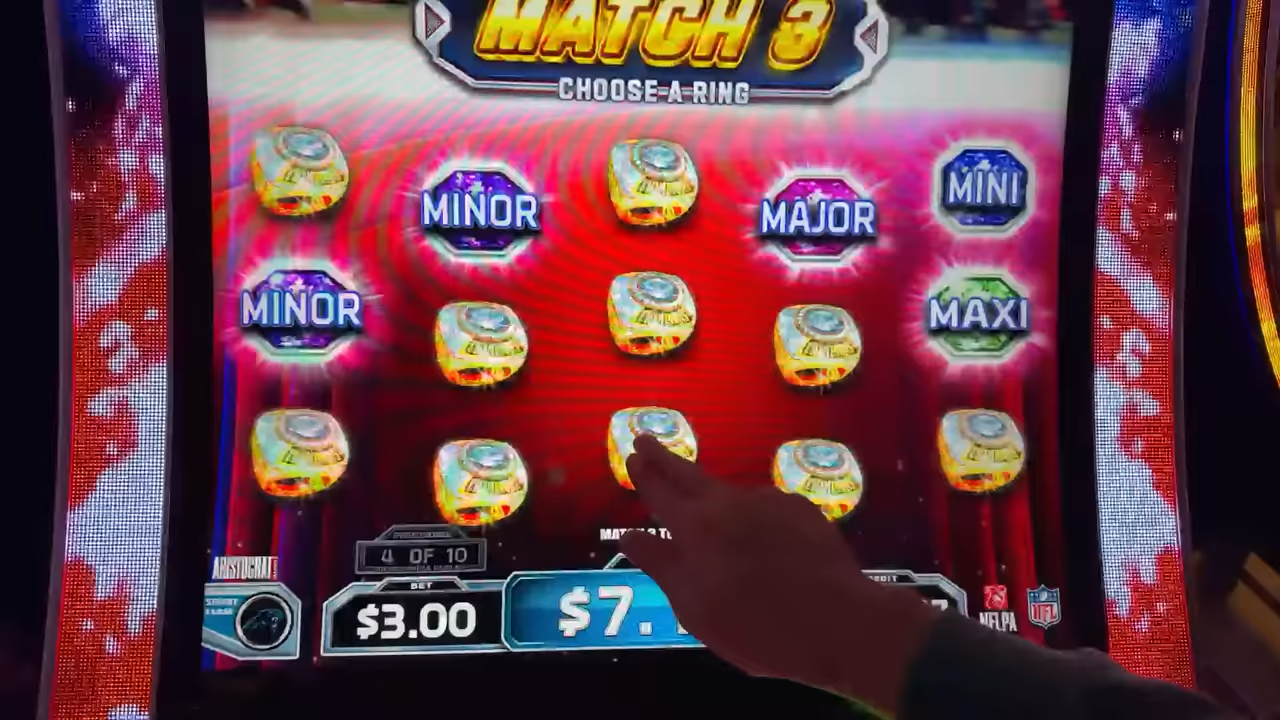 MATCH 3
CHOOSE-A-RING
MINOR
MAJOR
MINI
MINOR
MAXI
4 OF 10
ARISTOCRAT
BET
$3.00
$7.
NFLPA
NFL